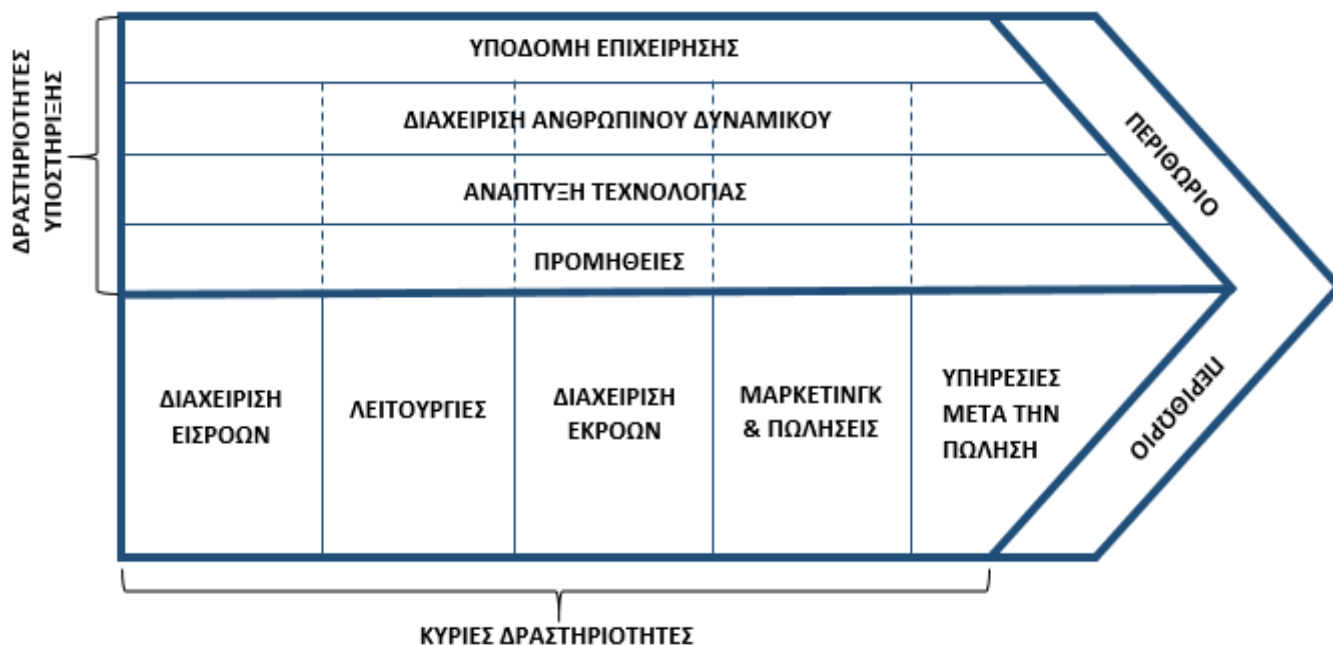 ΔΡΑΣΤΗΡΙΟΤΗΤΕΣ
ΥΠΟΣΤΗΡΙΞΗΣ
ΥΠΟΔΟΜΗ ΕΠΙΧΕΙΡΗΣΗΣ
ΔΙΑΧΕΙΡΙΣΗ ΑΝΘΡΩΠΙΝΟΥ ΔΥΝΑΜΙΚΟΥ
ΑΝΑΠΤΥΞΗ ΤΕΧΝΟΛΟΓΙΑΣ
ΠΡΟΜΗΘΕΙΕΣ
ΠΕΡΙΘΩΡΙΟ
ΔΙΑΧΕΙΡΙΣΗ
ΕΙΣΡΟΩΝ
ΛΕΙΤΟΥΡΓΙΕΣ
ΔΙΑΧΕΙΡΙΣΗ
ΕΚΡΟΩΝ
ΜΑΡΚΕΤΙΝΓΚ
& ΠΩΛΗΣΕΙΣ
ΥΠΗΡΕΣΙΕΣ
ΜΕΤΑ ΤΗΝ
ΠΩΛΗΣΗ
ΠΕΡΙΘΩΡΙΟ
ΚΥΡΙΕΣ ΔΡΑΣΤΗΡΙΟΤΗΤΕΣ